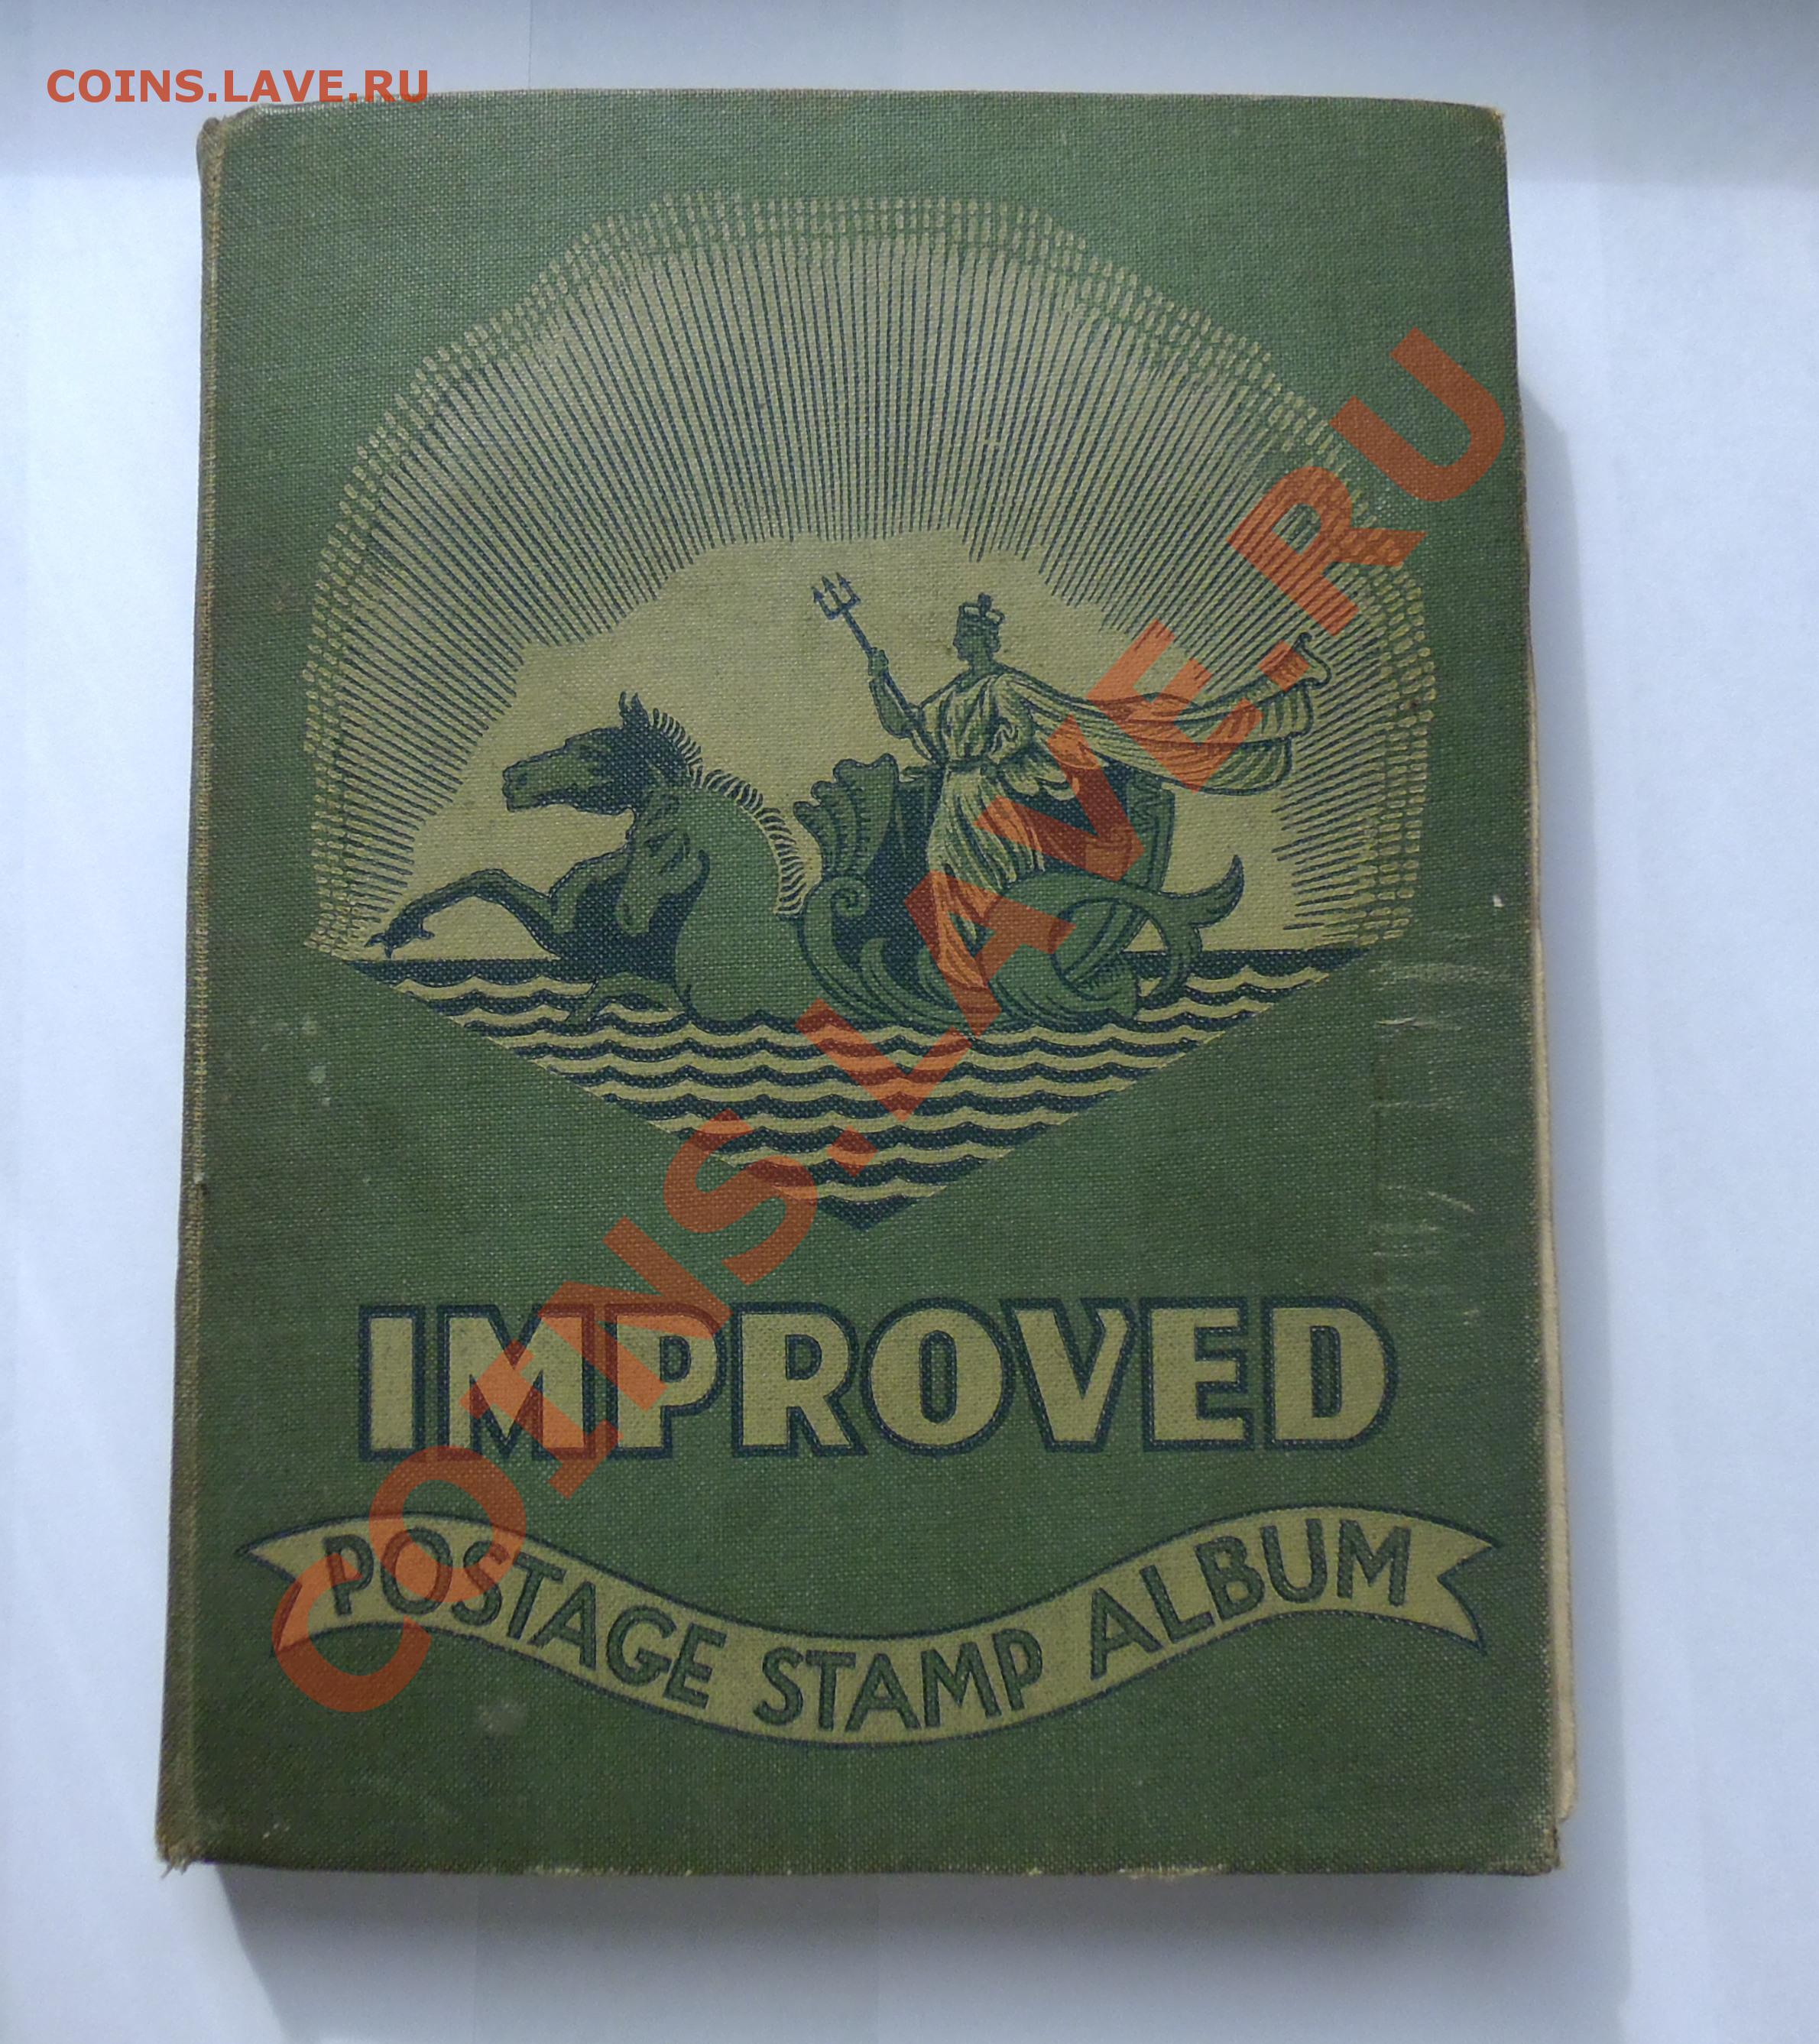 COINS.LAVE.RU
COINS.LAVE.RU
IMPROVED
POSTAGE STAMP ALBUM